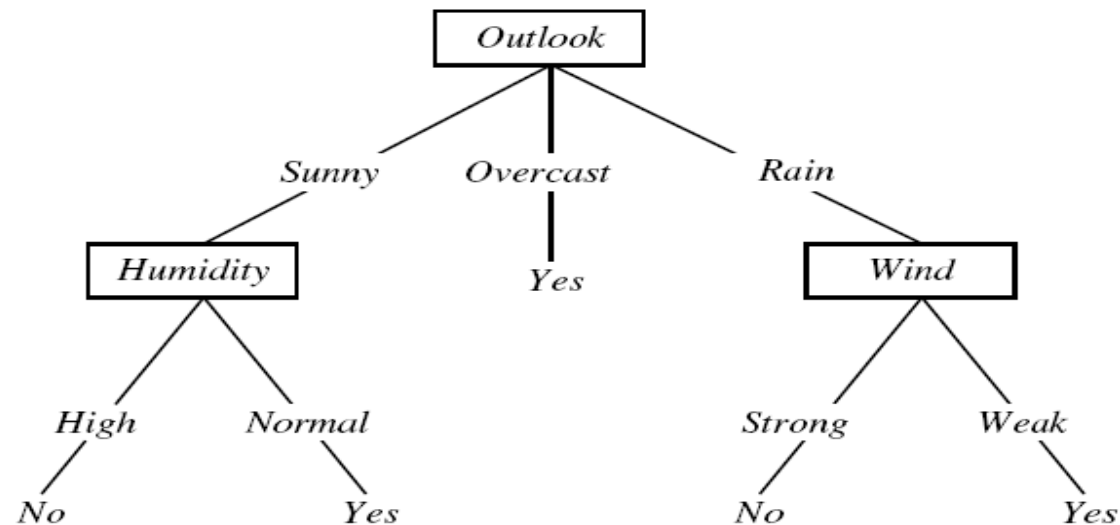 Outlook
Sunny Overcast Rain
Humidity Yes Wind
High Normal Strong Weak
No Yes No Yes